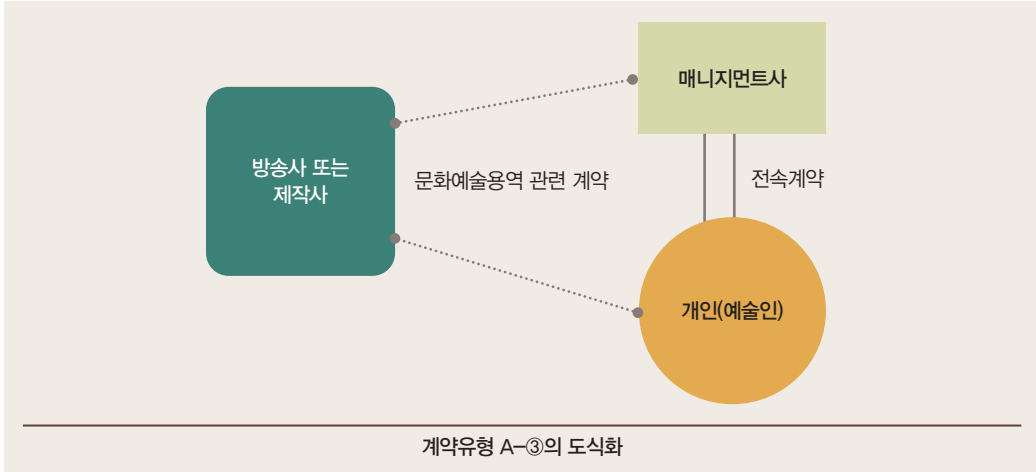 매니지먼트사
방송사 또는
제작사
문화예술용역 관련 계약
전속계약
개인(예술인)
계약유형 A-③의 도식화